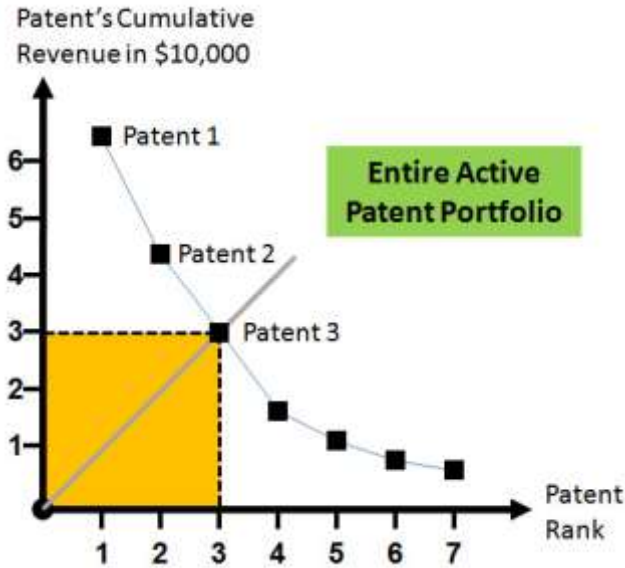 Patent's Cumulative
Revenue in $10,000
Patent 1
Entire Active
Patent Portfolio
6
5
Patent 2
4
3
Patent 3
2
1
Patent
Rank
1 2 3 4 5 6 7